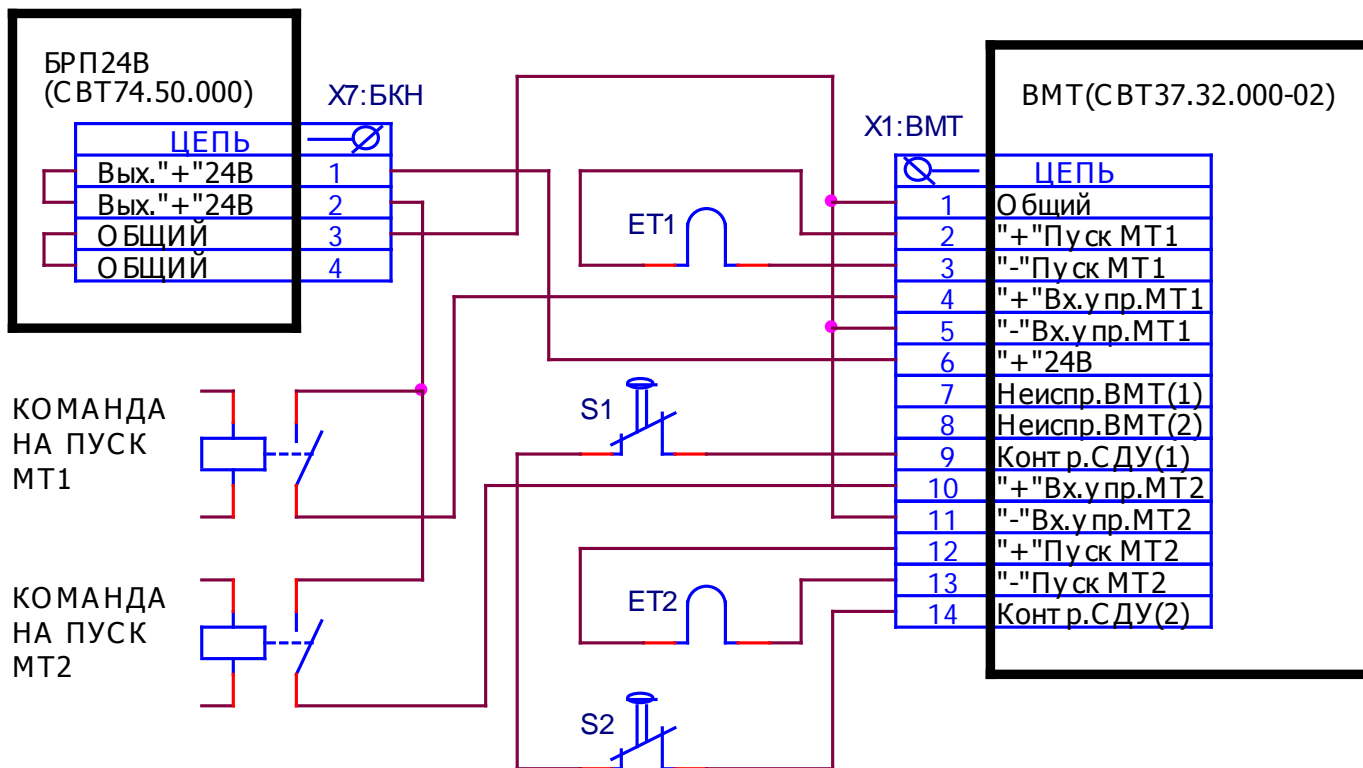 БРП24В
(СВТ74.50.000)
X7:БКН
ЦЕПЬ
Вых."+"24В 1
Вых."+"24В 2
ОБЩИЙ 3
ОБЩИЙ 4
ВМТ(СВТ37.32.000-02)
X1:ВМТ
ЦЕПЬ
1 Общий
2 "+"Пуск МТ1
3 "-"Пуск МТ1
4 "+"Вх.упр.МТ1
5 "-"Вх.упр.МТ1
6 "+"24В
7 Неиспр.ВМТ(1)
8 Неиспр.ВМТ(2)
9 Контр.СДУ(1)
10 "+"Вх.упр.МТ2
11 "-"Вх.упр.МТ2
12 "+"Пуск МТ2
13 "-"Пуск МТ2
14 Контр.СДУ(2)
ET1
S1
ET2
S2
КОМАНДА
НА ПУСК
МТ1
КОМАНДА
НА ПУСК
МТ2